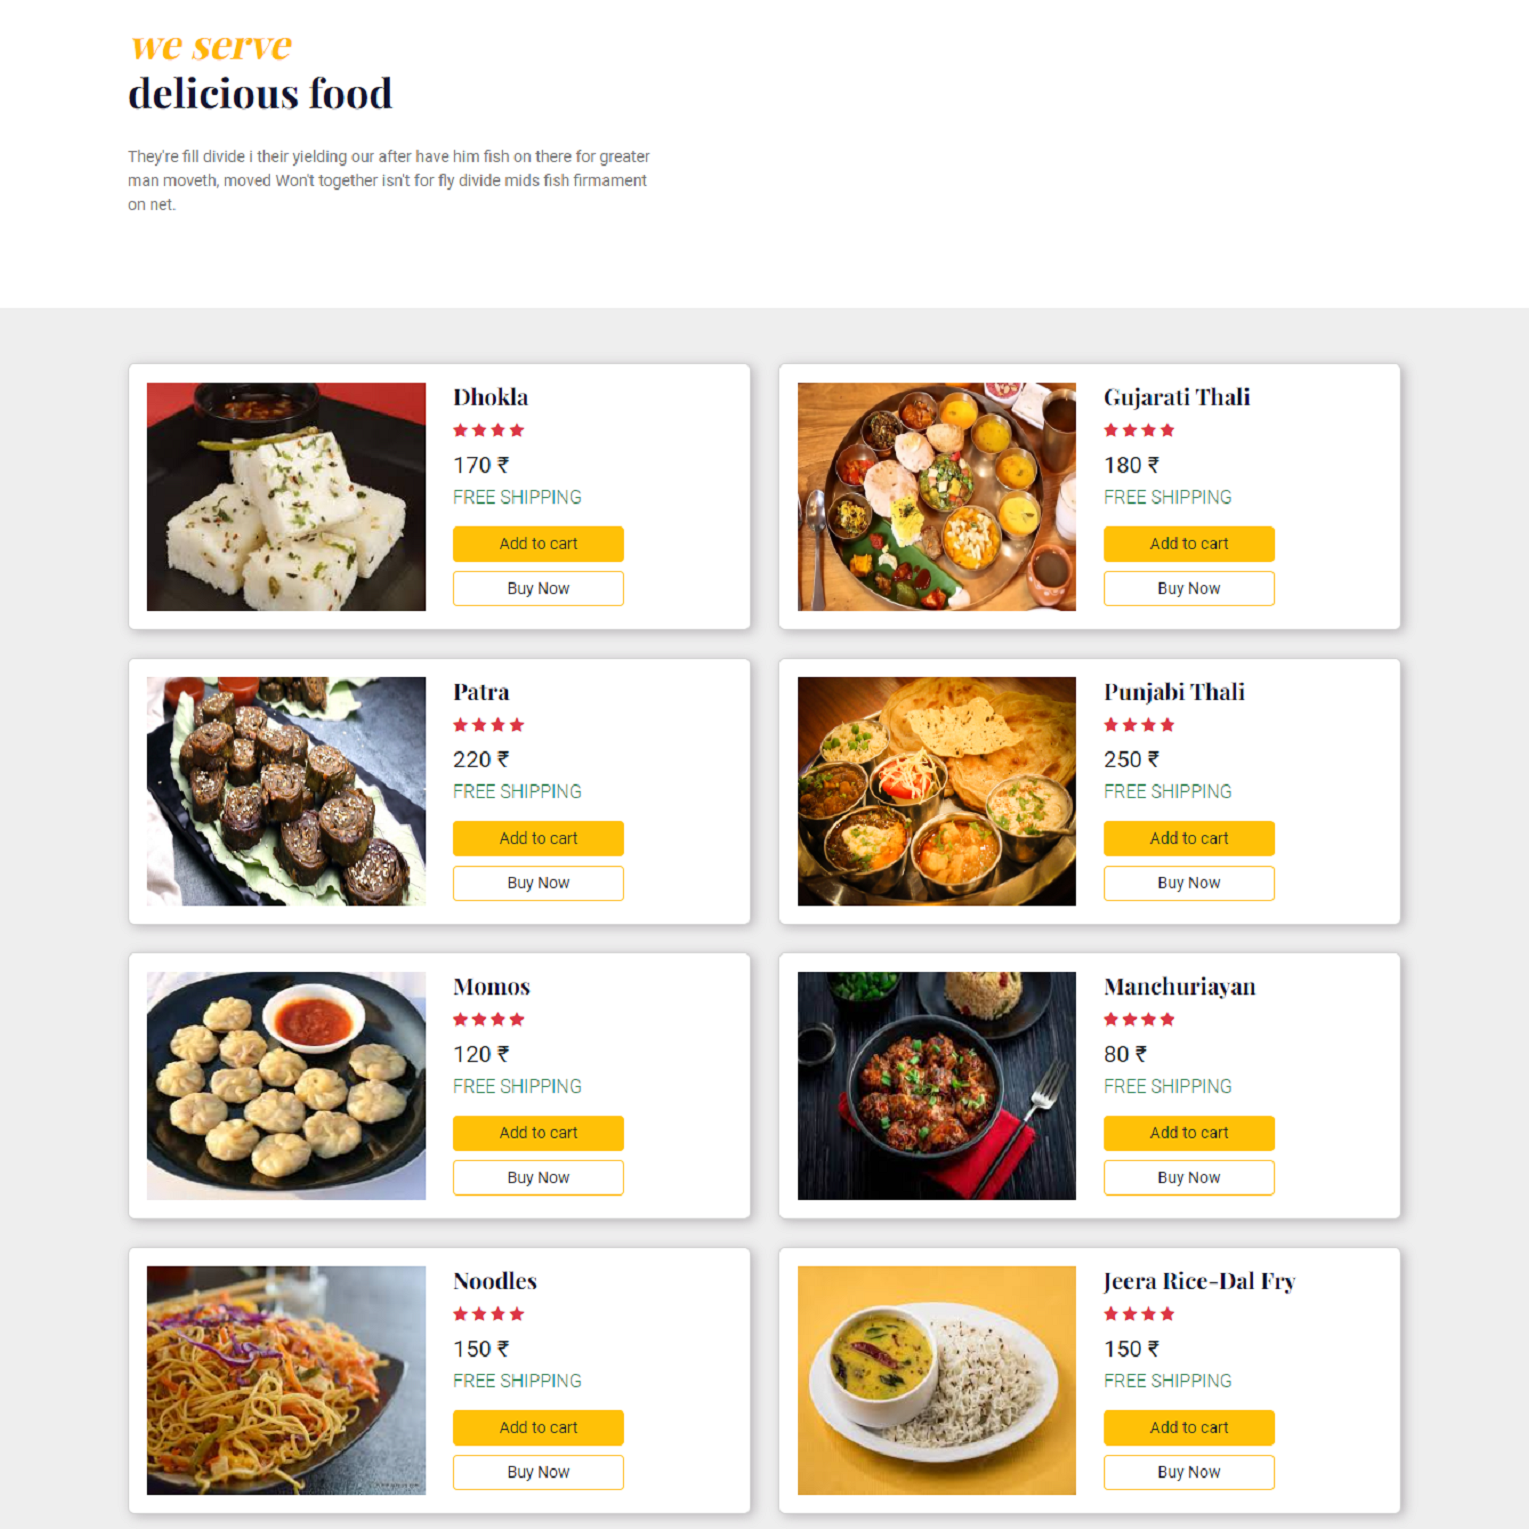 we serve
delicious food
They're fill divide i their yielding our after have him fish on there for greater
man moveth, moved Won't together isn't for fly divide mids fish firmament
on net.
Dhokla
170 ₹
FREE SHIPPING
Add to cart
Buy Now
Gujarati Thali
180 ₹
FREE SHIPPING
Add to cart
Buy Now
Patra
220 ₹
FREE SHIPPING
Add to cart
Buy Now
Punjabi Thali
250 ₹
FREE SHIPPING
Add to cart
Buy Now
Momos
120 ₹
FREE SHIPPING
Add to cart
Buy Now
Manchuriayan
80 ₹
FREE SHIPPING
Add to cart
Buy Now
Noodles
150 ₹
FREE SHIPPING
Add to cart
Buy Now
Jeera Rice-Dal Fry
150 ₹
FREE SHIPPING
Add to cart
Buy Now